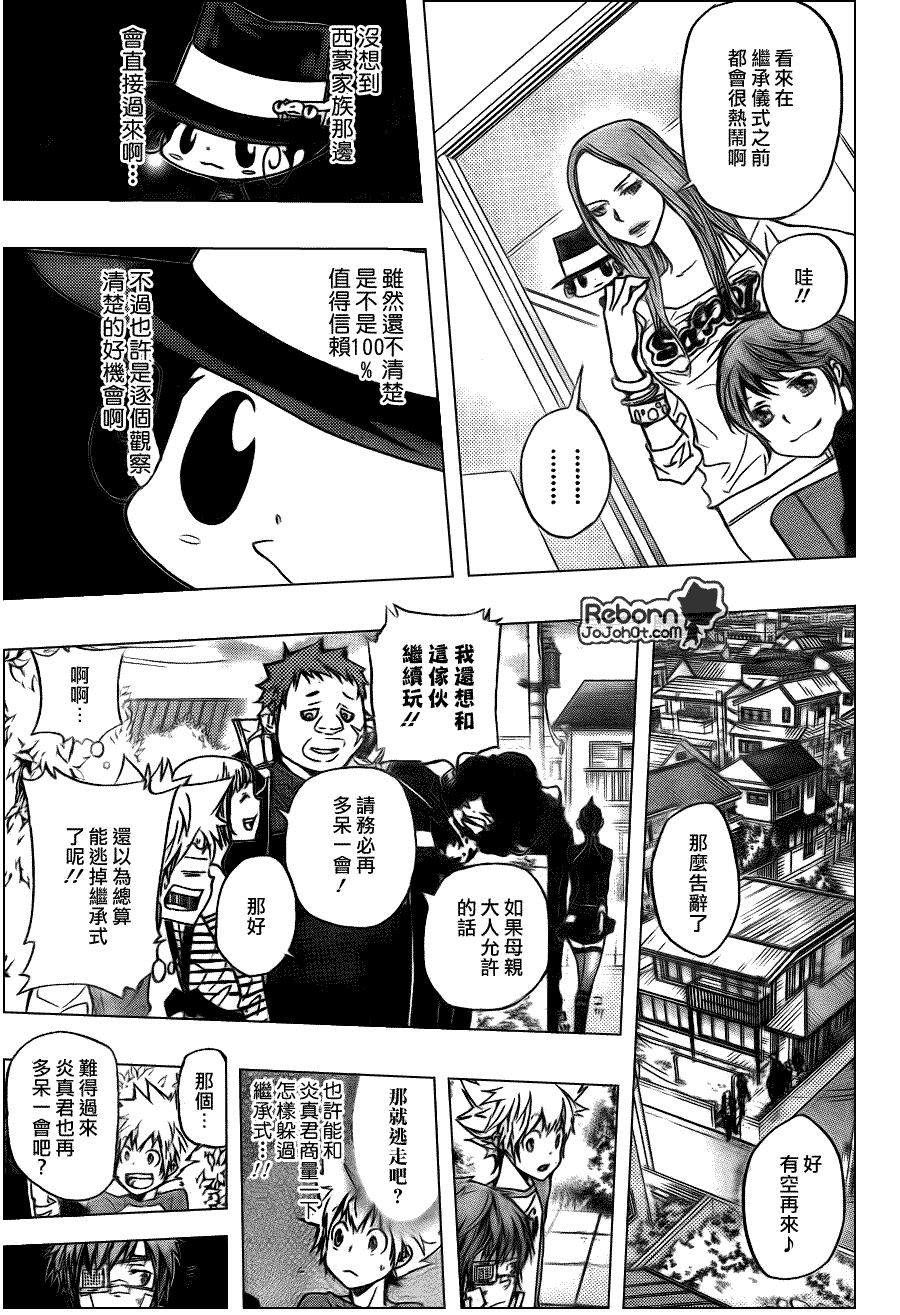 看來在
繼承儀式之前
都會很熱鬧啊
哇!!
………
沒想到
西蒙家族那邊
會直接過來啊…
雖然還不清楚
是不是100%
值得信賴
不過也許是逐個觀察
清楚的好機會啊
Reborn
JoJoHot.coM
那麼告辭了
好
有空再來♪
我還想和
這傢伙
繼續玩!!
如果母親
大人允許
的話
請務必再
多呆一會!
那好
啊啊…
還以為總算
能逃掉繼承式
了呢!!
那就逃走吧?
也許能和
炎真君商量一下
怎樣躲過
繼承式…!!
那個…
難得過來
炎真君也再
多呆一會吧?